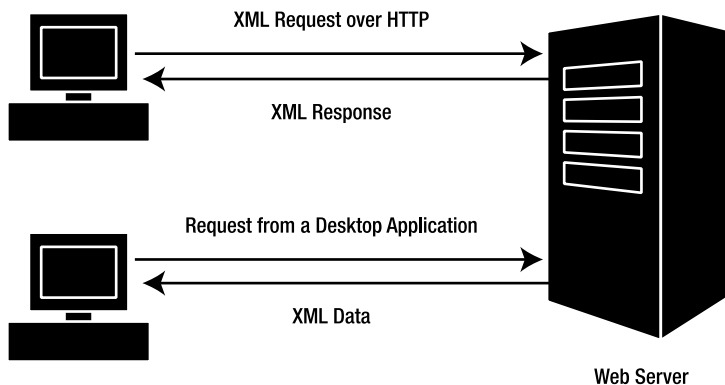 XML Request over HTTP
XML Response
Request from a Desktop Application
XML Data
Web Server